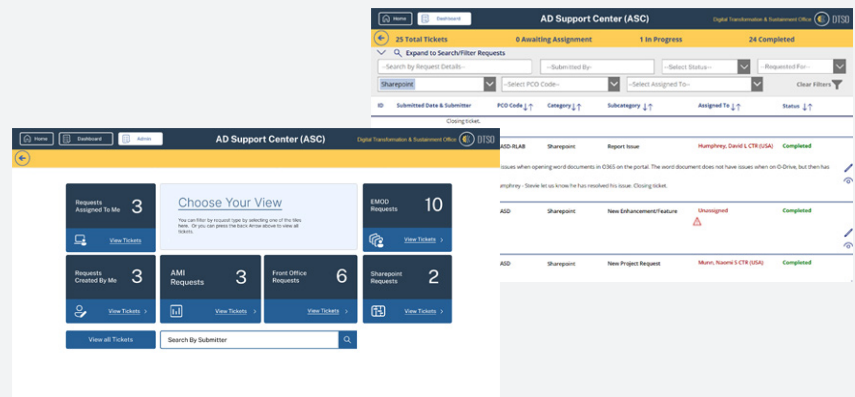 Home Dashboard AD Support Center (ASC) Digital Transformation & Sustainment Office DTSO
25 Total Tickets 0 Awaiting Assignment 1 In Progress 24 Completed
Expand to Search/Filter Requests
--Search by Request Details-- --Submitted By- --Select Status-- --Requested For--
Sharepoint --Select PCO Code-- --Select Assigned To-- Clear Filters
ID Submitted Date & Submitter PCO Code Category Subcategory Assigned To Status
Closing ticket.
ASD-RLAB Sharepoint Report Issue Humphrey, David L CTR (USA) Completed
issues when opening word documents in O365 on the portal. The word document does not have issues when on O-Drive, but then has
umphrey - Stevie let us know he has resolved his issue. Closing ticket.
ASD Sharepoint New Enhancement/Feature Unassigned Completed
ASD Sharepoint New Project Request Munn, Naomi S CTR (USA) Completed
Home Dashboard Admin AD Support Center (ASC) Digital Transformation & Sustainment Office DTSO
Requests
Assigned To Me 3
View Tickets
Choose Your View
You can filter by request type by selecting one of the tiles
here. Or you can press the back Arrow above to view all
tickets.
EMOD
Requests 10
View Tickets >
Requests
Created By Me 3
View Tickets >
AMI
Requests 3
View Tickets >
Front Office
Requests 6
View Tickets >
Sharepoint
Requests 2
View Tickets >
View all Tickets Search By Submitter